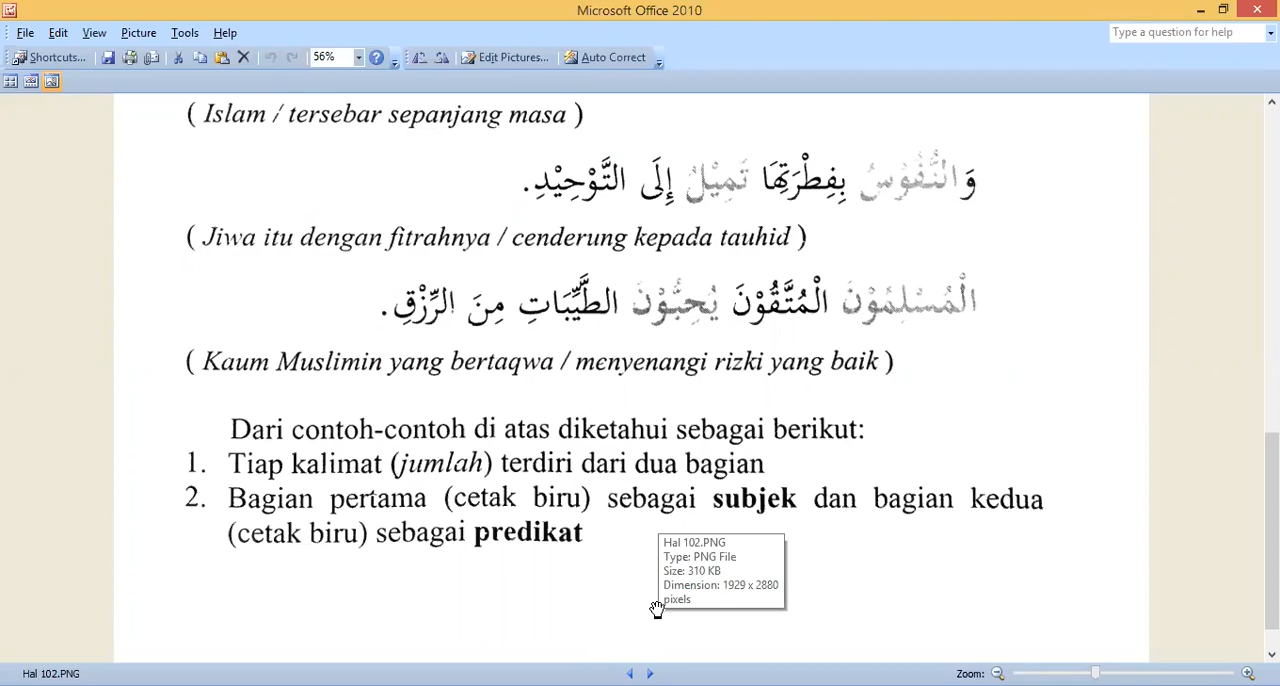 Microsoft Office 2010
File Edit View Picture Tools Help
Type a question for help
Shortcuts... 56% Edit Pictures... Auto Correct
( Islam / tersebar sepanjang masa )
وَالنُّفُوْسُ بِفِطْرَتِهَا تَمِيْلُ إِلَى التَّوْحِيْدِ.
( Jiwa itu dengan fitrahnya / cenderung kepada tauhid )
الْمُسْلِمُوْنَ الْمُتَّقُوْنَ يُحِبُّوْنَ الطَّيِّبَاتِ مِنَ الرِّزْقِ.
( Kaum Muslimin yang bertaqwa / menyenangi rizki yang baik )
Dari contoh-contoh di atas diketahui sebagai berikut:
1. Tiap kalimat (jumlah) terdiri dari dua bagian
2. Bagian pertama (cetak biru) sebagai subjek dan bagian kedua
(cetak biru) sebagai predikat
Hal 102.PNG
Type: PNG File
Size: 310 KB
Dimension: 1929 x 2880
pixels
Hal 102.PNG
Zoom: